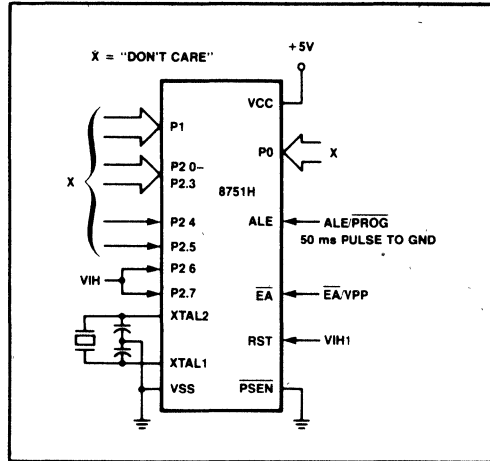 X = "DON'T CARE"
+5V
VCC
P1
P0
X
P2 0–
P2.3
8751H
X
P2 4
ALE
ALE/PROG
50 ms PULSE TO GND
P2.5
VIH
P2 6
P2.7
EA
EA/VPP
XTAL2
RST
VIH1
XTAL1
VSS
PSEN